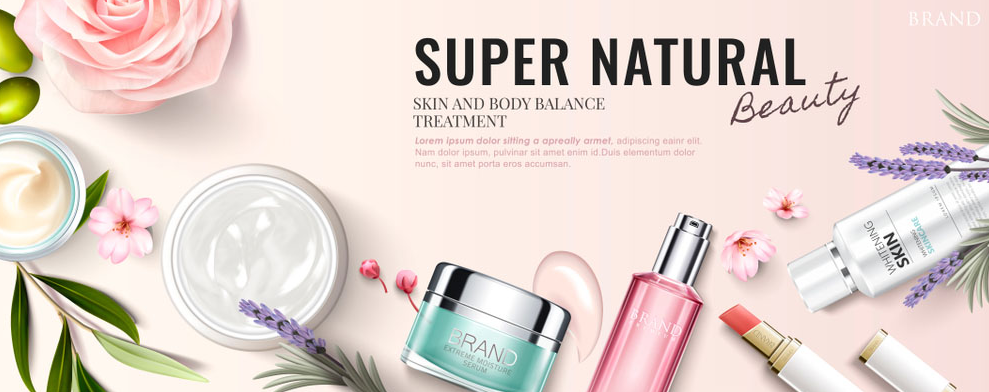 BRAND
SUPER NATURAL
Beauty
SKIN AND BODY BALANCE
TREATMENT
Lorem ipsum dolor sitting a apreally armet, adipiscing eainr elit,
Nam dolor ipsum, pulvinar sit amet enim id.Duis elementum dolor
nunc, sit amet porta eros accumsan.
WHITENING
SKIN
SKINCARE
BRAND
EXTREME MOISTURE
SERUM
BRAND